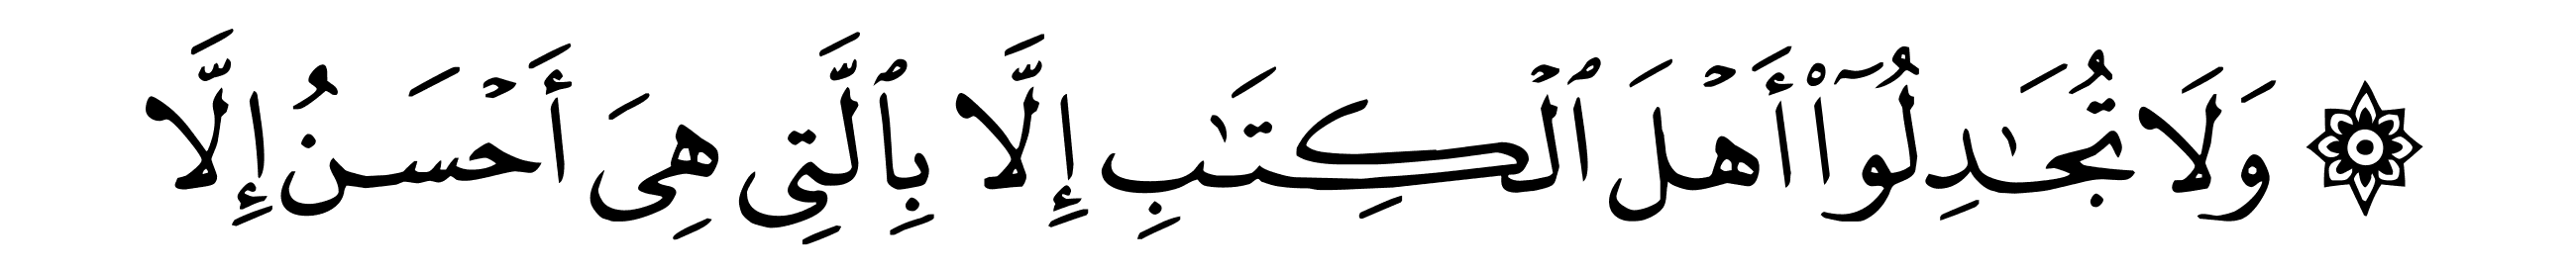 ۞ وَلَا تُجَـٰدِلُوٓا۟ أَهْلَ ٱلْكِتَـٰبِ إِلَّا بِٱلَّتِى هِىَ أَحْسَنُ إِلَّا